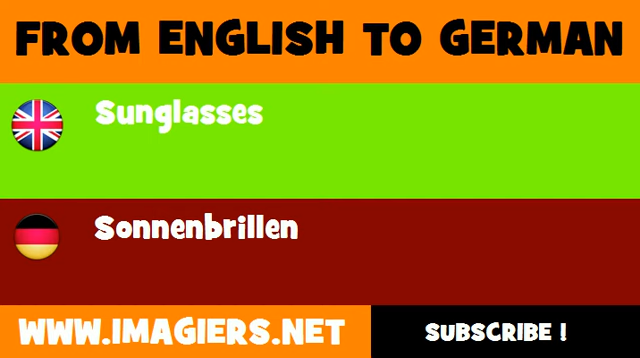 FROM ENGLISH TO GERMAN
Sunglasses
Sonnenbrillen
WWW.IMAGIERS.NET
SUBSCRIBE !